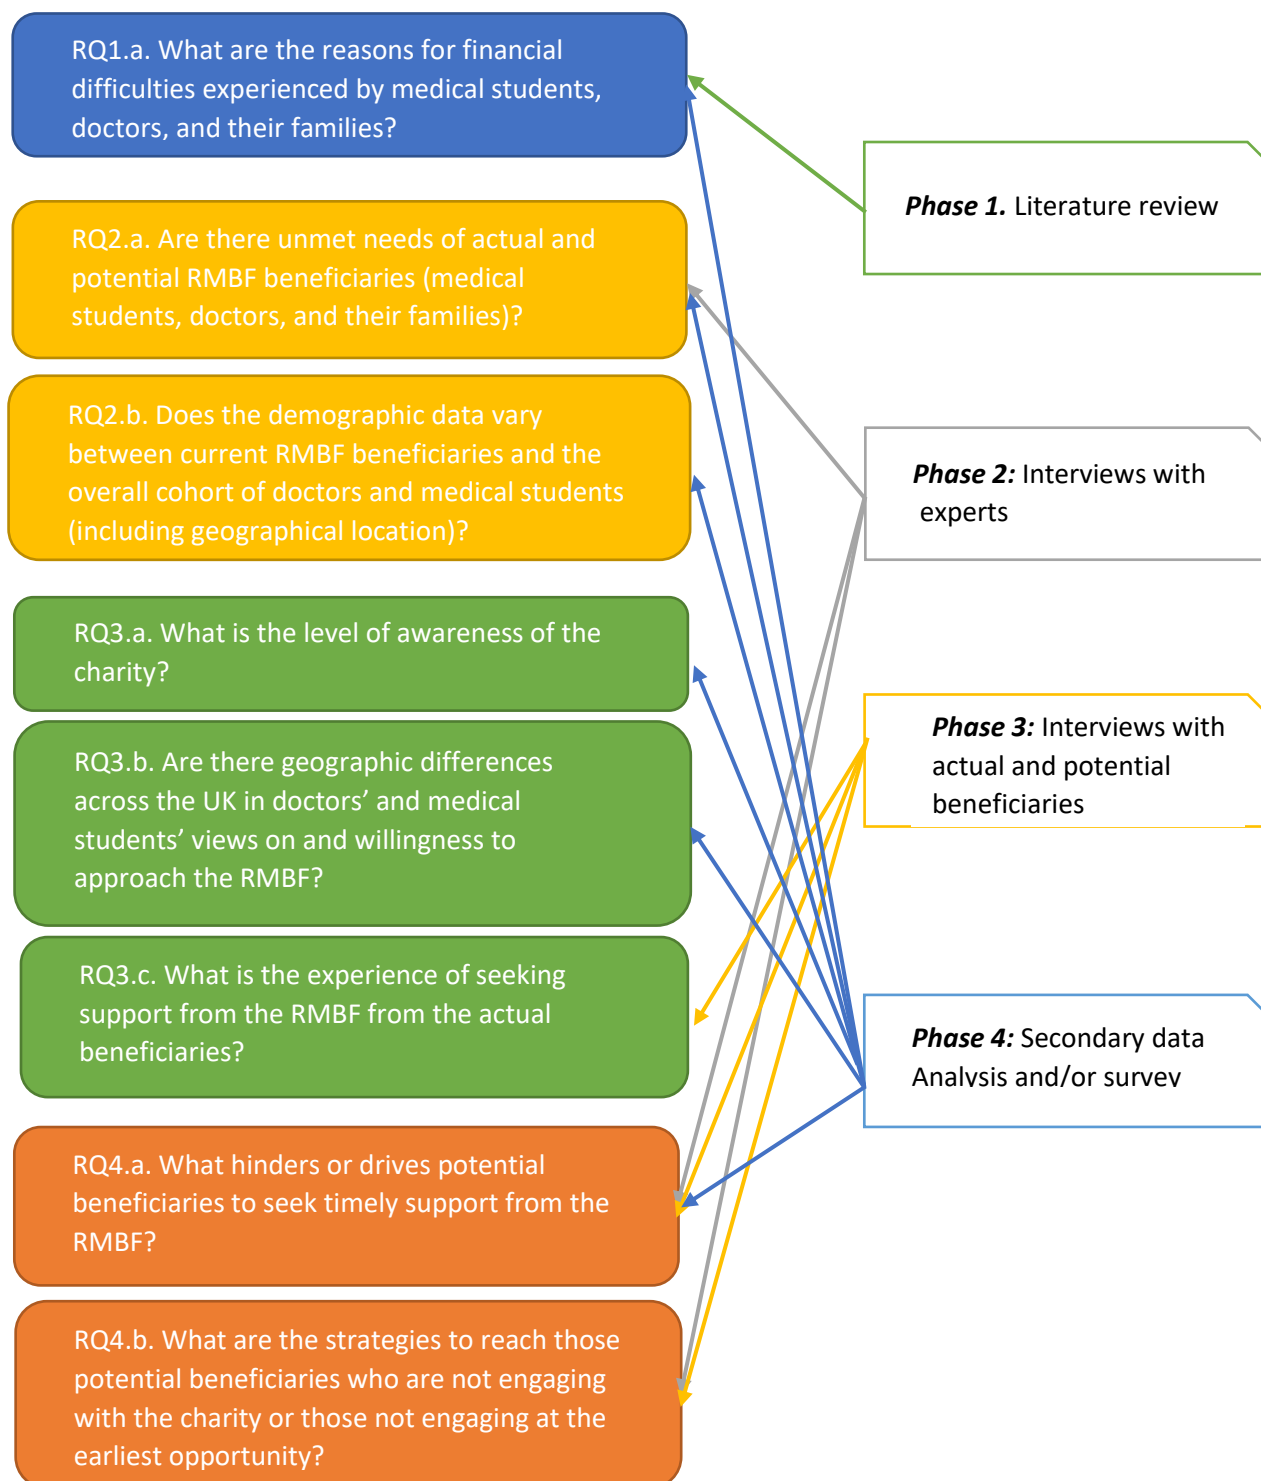 RQ1.a. What are the reasons for financial
difficulties experienced by medical students,
doctors, and their families?
RQ2.a. Are there unmet needs of actual and
potential RMBF beneficiaries (medical
students, doctors, and their families)?
RQ2.b. Does the demographic data vary
between current RMBF beneficiaries and the
overall cohort of doctors and medical students
(including geographical location)?
RQ3.a. What is the level of awareness of the
charity?
RQ3.b. Are there geographic differences
across the UK in doctors’ and medical
students’ views on and willingness to
approach the RMBF?
RQ3.c. What is the experience of seeking
support from the RMBF from the actual
beneficiaries?
RQ4.a. What hinders or drives potential
beneficiaries to seek timely support from the
RMBF?
RQ4.b. What are the strategies to reach those
potential beneficiaries who are not engaging
with the charity or those not engaging at the
earliest opportunity?
Phase 1. Literature review
Phase 2: Interviews with
experts
Phase 3: Interviews with
actual and potential
beneficiaries
Phase 4: Secondary data
Analysis and/or survey